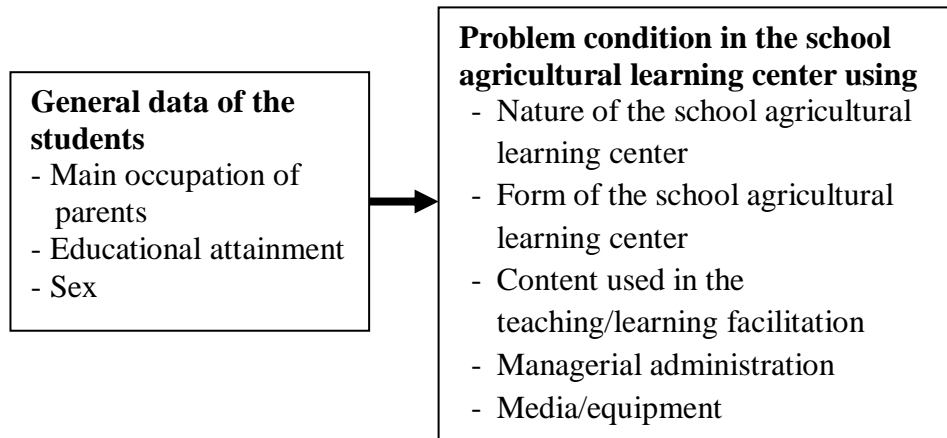 General data of the
students
- Main occupation of
parents
- Educational attainment
- Sex
Problem condition in the school
agricultural learning center using
- Nature of the school agricultural
learning center
- Form of the school agricultural
learning center
- Content used in the
teaching/learning facilitation
- Managerial administration
- Media/equipment